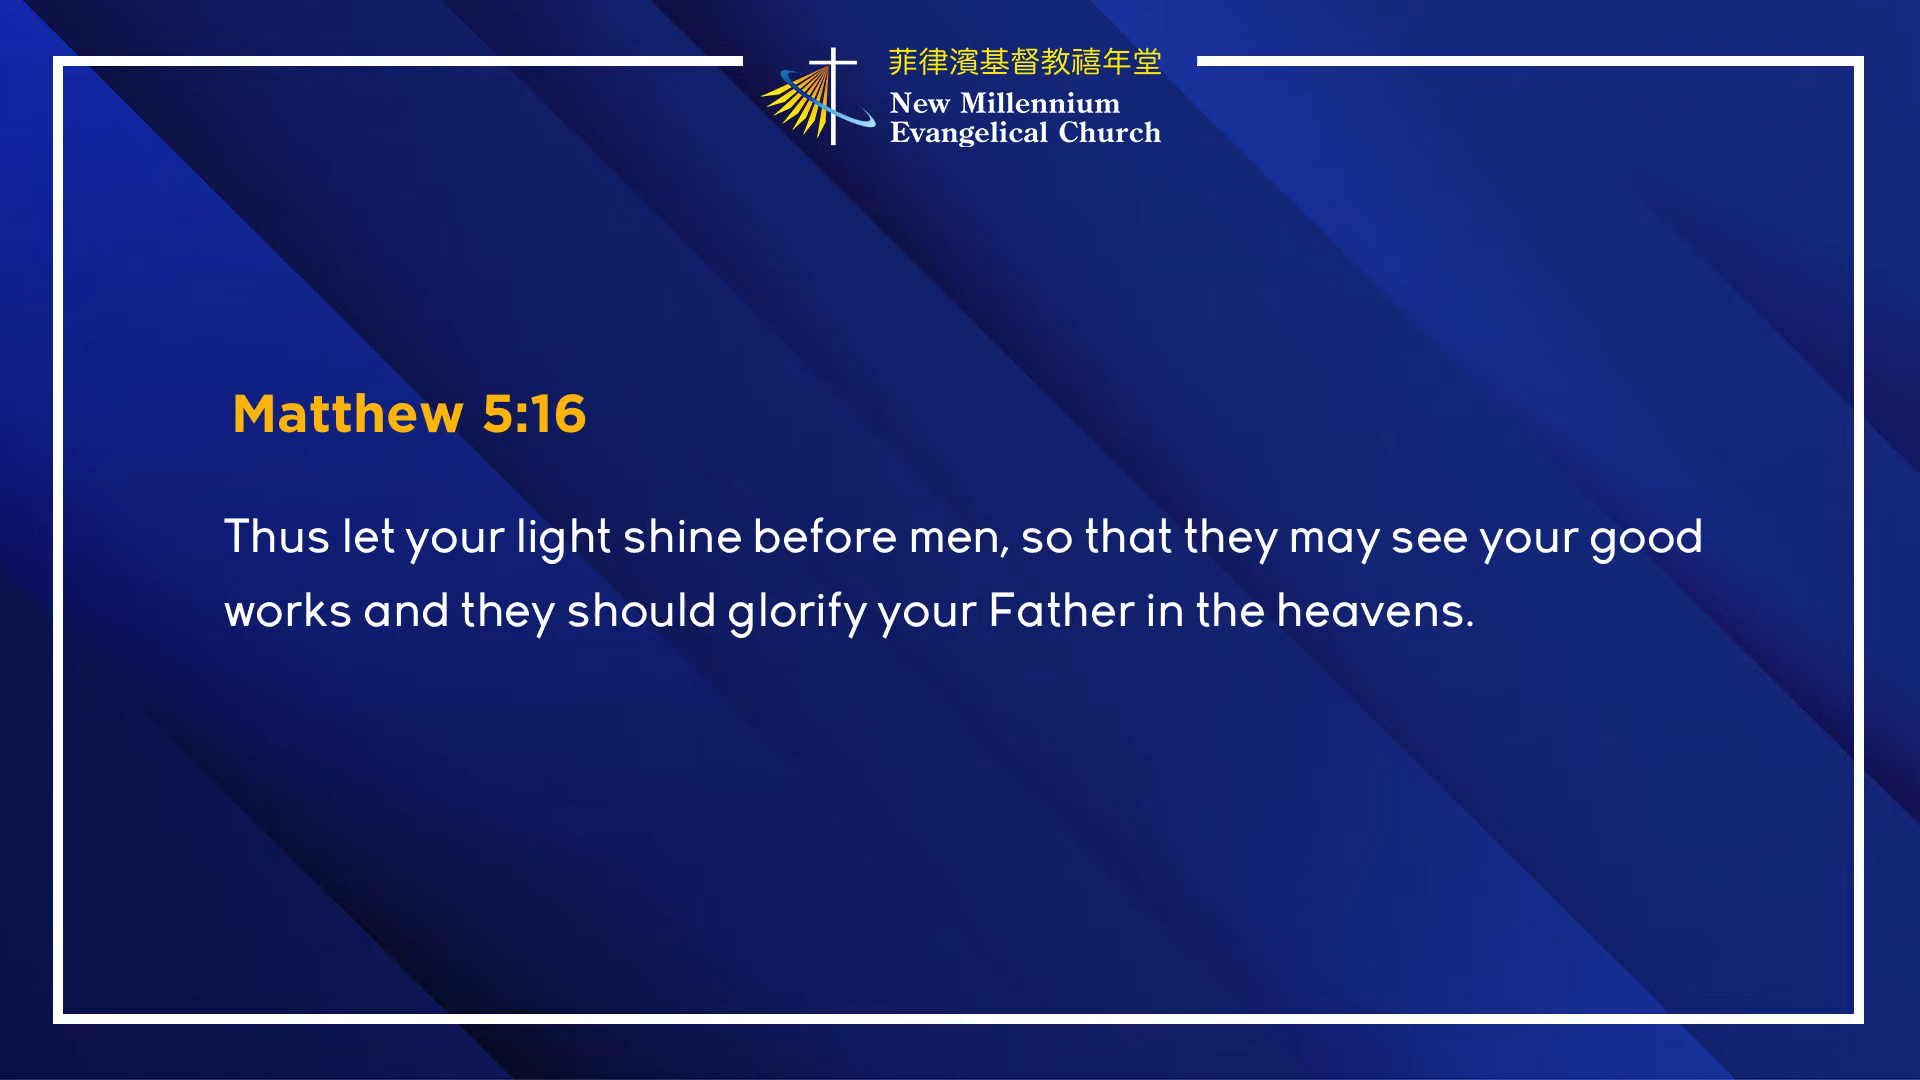 菲律濱基督教禧年堂
New Millennium
Evangelical Church
Matthew 5:16
Thus let your light shine before men, so that they may see your good
works and they should glorify your Father in the heavens.